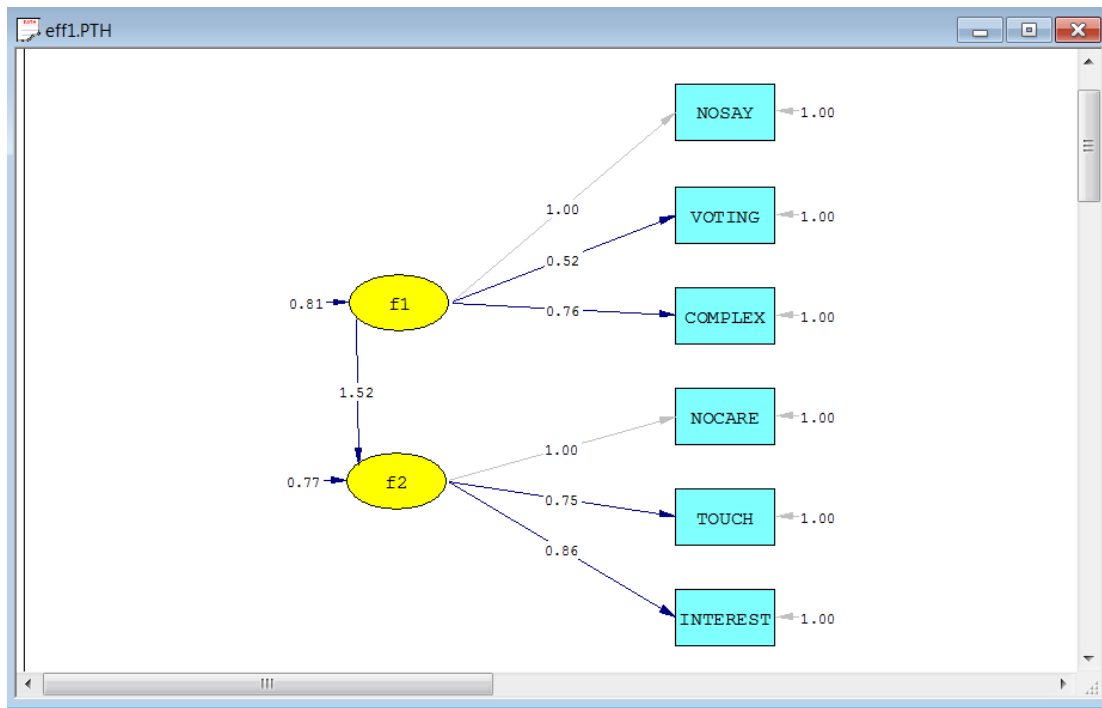 eff1.PTH
NOSAY
1.00
1.00
VOTING
1.00
0.52
0.81
f1
0.76
COMPLEX
1.00
1.52
NOCARE
1.00
1.00
0.77
f2
0.75
TOUCH
1.00
0.86
INTEREST
1.00